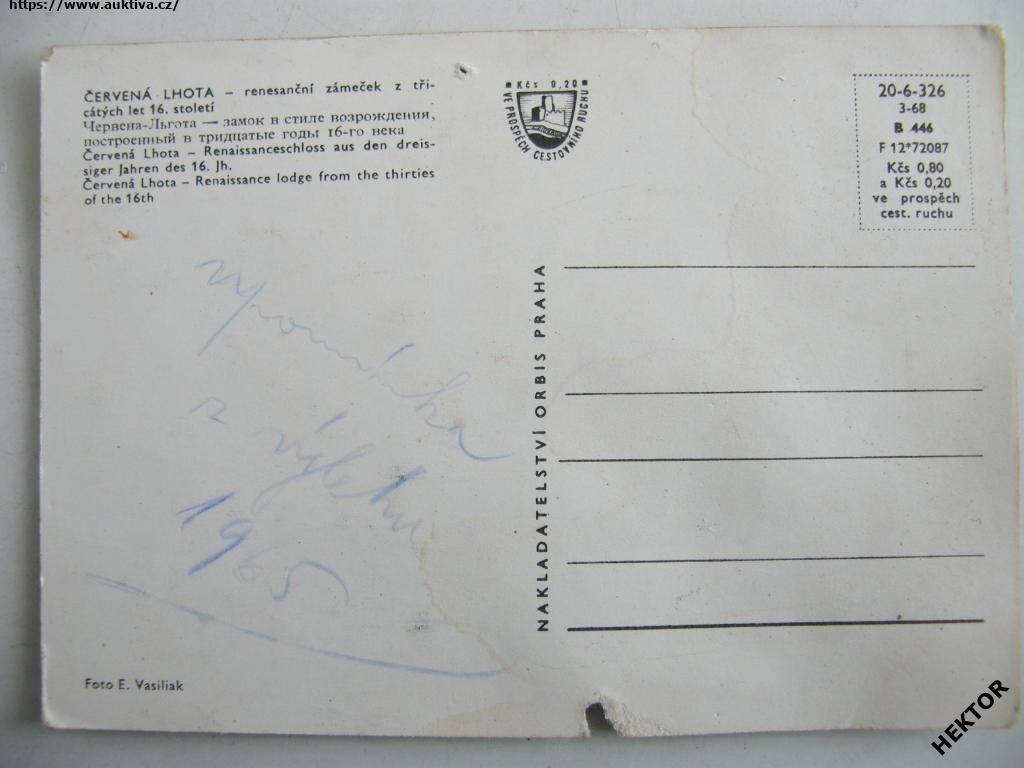 https://www.auktiva.cz/
ČERVENÁ LHOTA – renesanční zámeček z tři-
cátých let 16. století
Червена-Льгота — замок в стиле возрождения,
построенный в тридцатые годы 16-го века
Červená Lhota – Renaissanceschloss aus den dreis-
siger Jahren des 16. Jh.
Červená Lhota – Renaissance lodge from the thirties
of the 16th
Kčs 0,20
VE PROSPĚCH CESTOVNÍHO RUCHU
20-6-326
3-68
B 446
F 12*72087
Kčs 0,80
a Kčs 0,20
ve prospěch
cest. ruchu
vzpomínka
z výletu
1965
NAKLADATELSTVÍ ORBIS PRAHA
Foto E. Vasiliak
HEKTOR